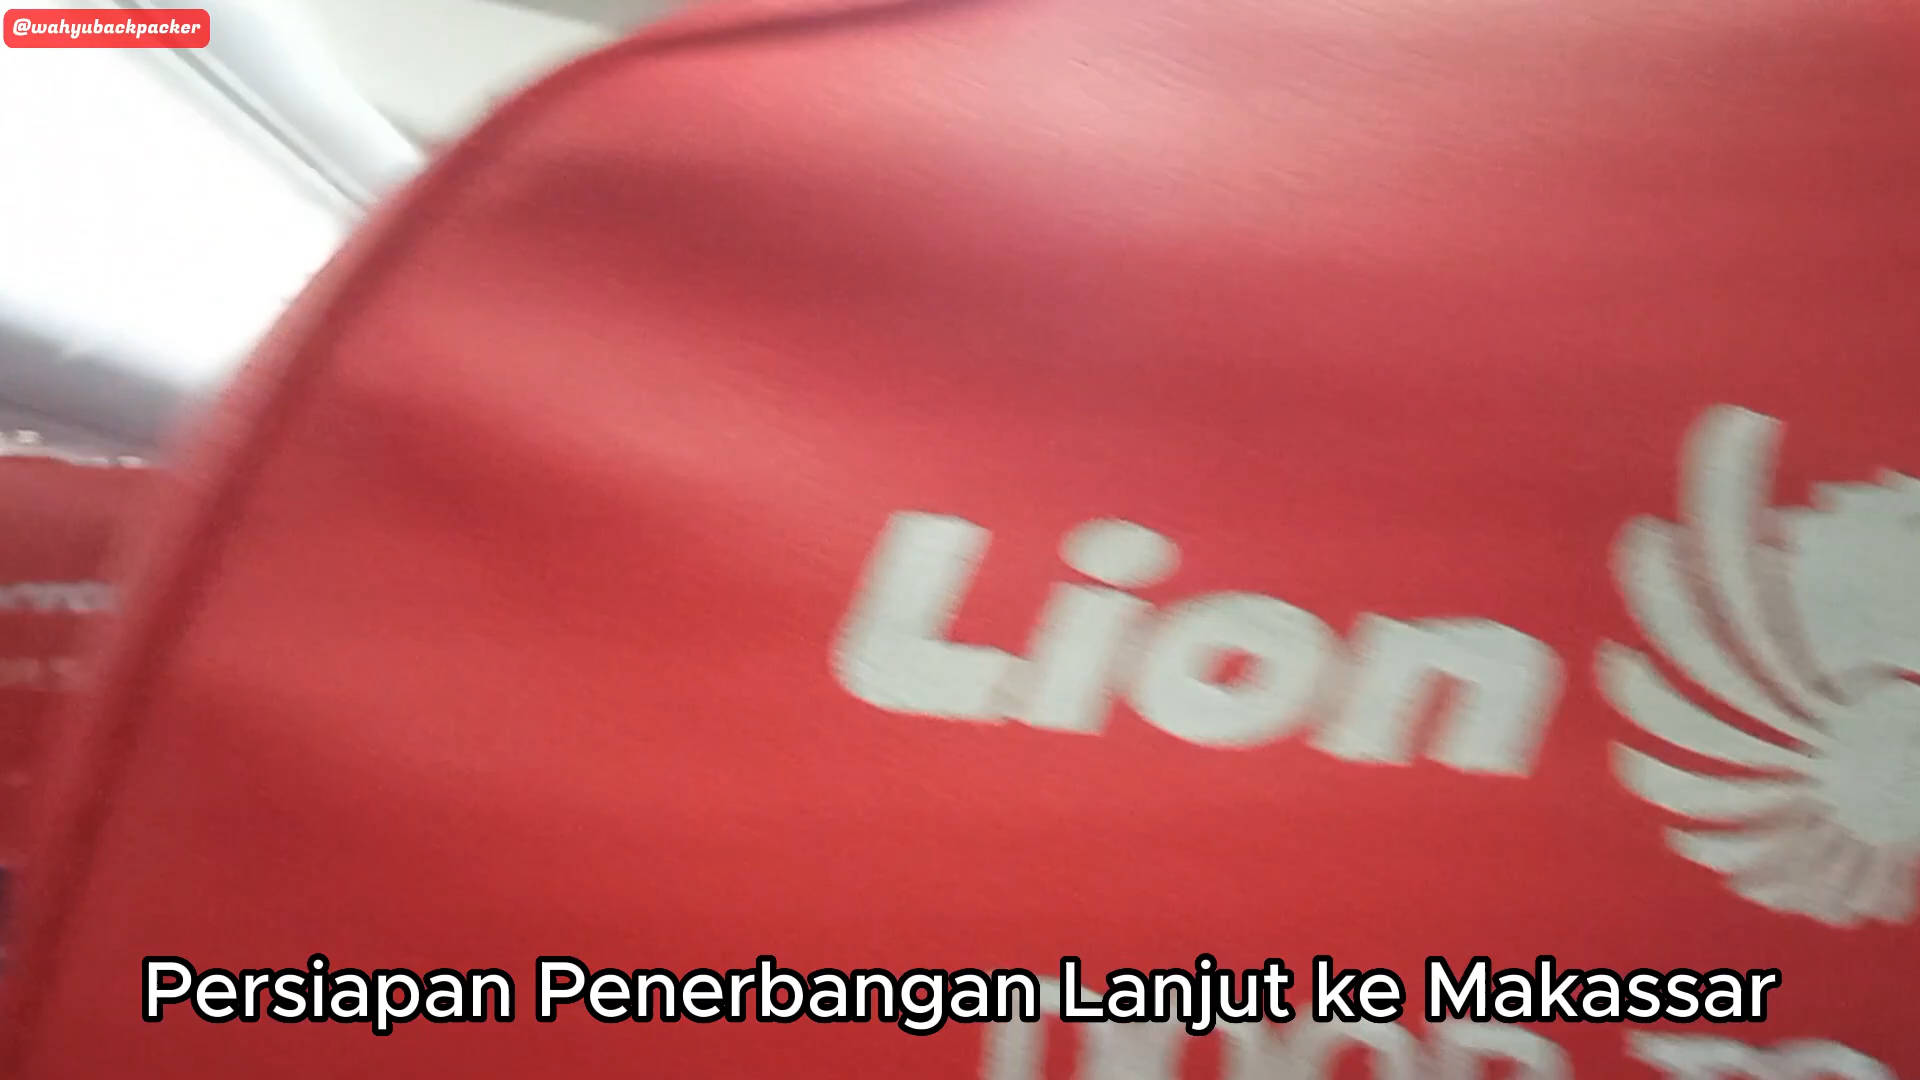 @wahyubackpacker
Lion
Persiapan Penerbangan Lanjut ke Makassar